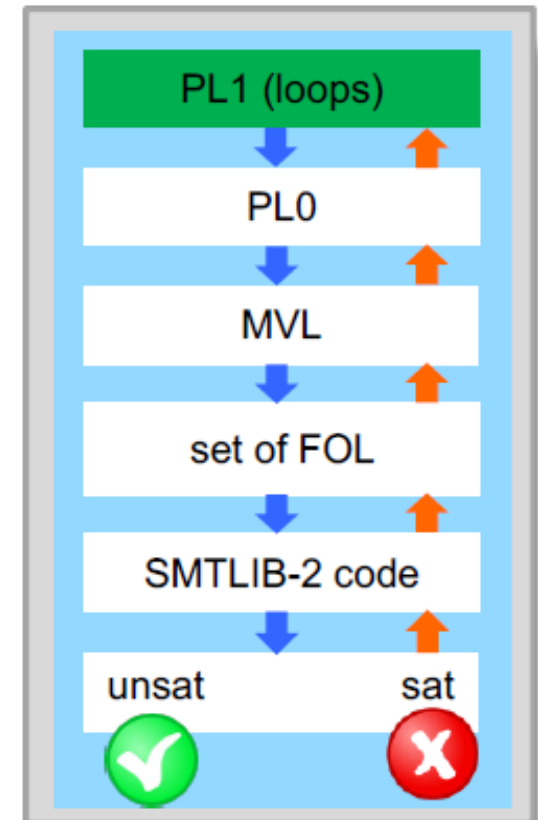 PL1 (loops)
PL0
MVL
set of FOL
SMTLIB-2 code
unsat sat